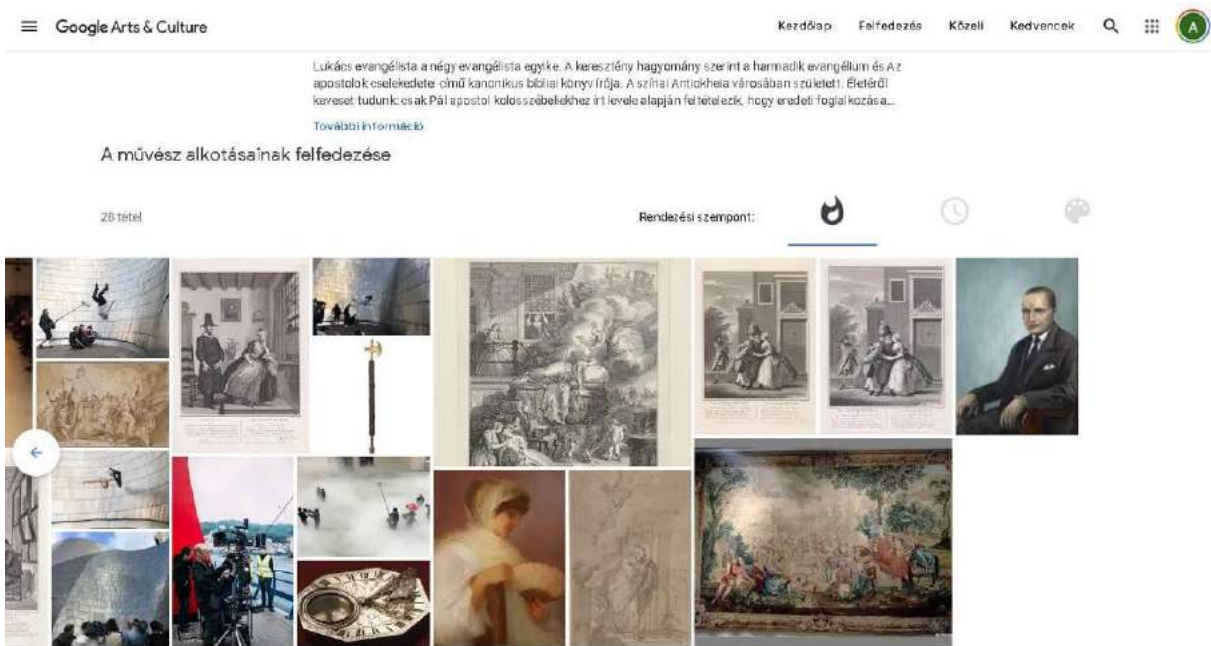 Google Arts & Culture
Kezdőlap Felfedezés Közeli Kedvencek
A
Lukács evangélista a négy evangélista egyike. A keresztény hagyomány szerint a harmadik evangélium és Az
apostolok cselekedetei című kanonikus bibliai könyv írója. A szíriai Antiokheia városában született. Életéről
keveset tudunk: csak Pál apostol kolosszébeliekhez írt levele alapján feltételezik, hogy eredeti foglalkozása...
További információ
A művész alkotásainak felfedezése
28 tétel
Rendezési szempont: